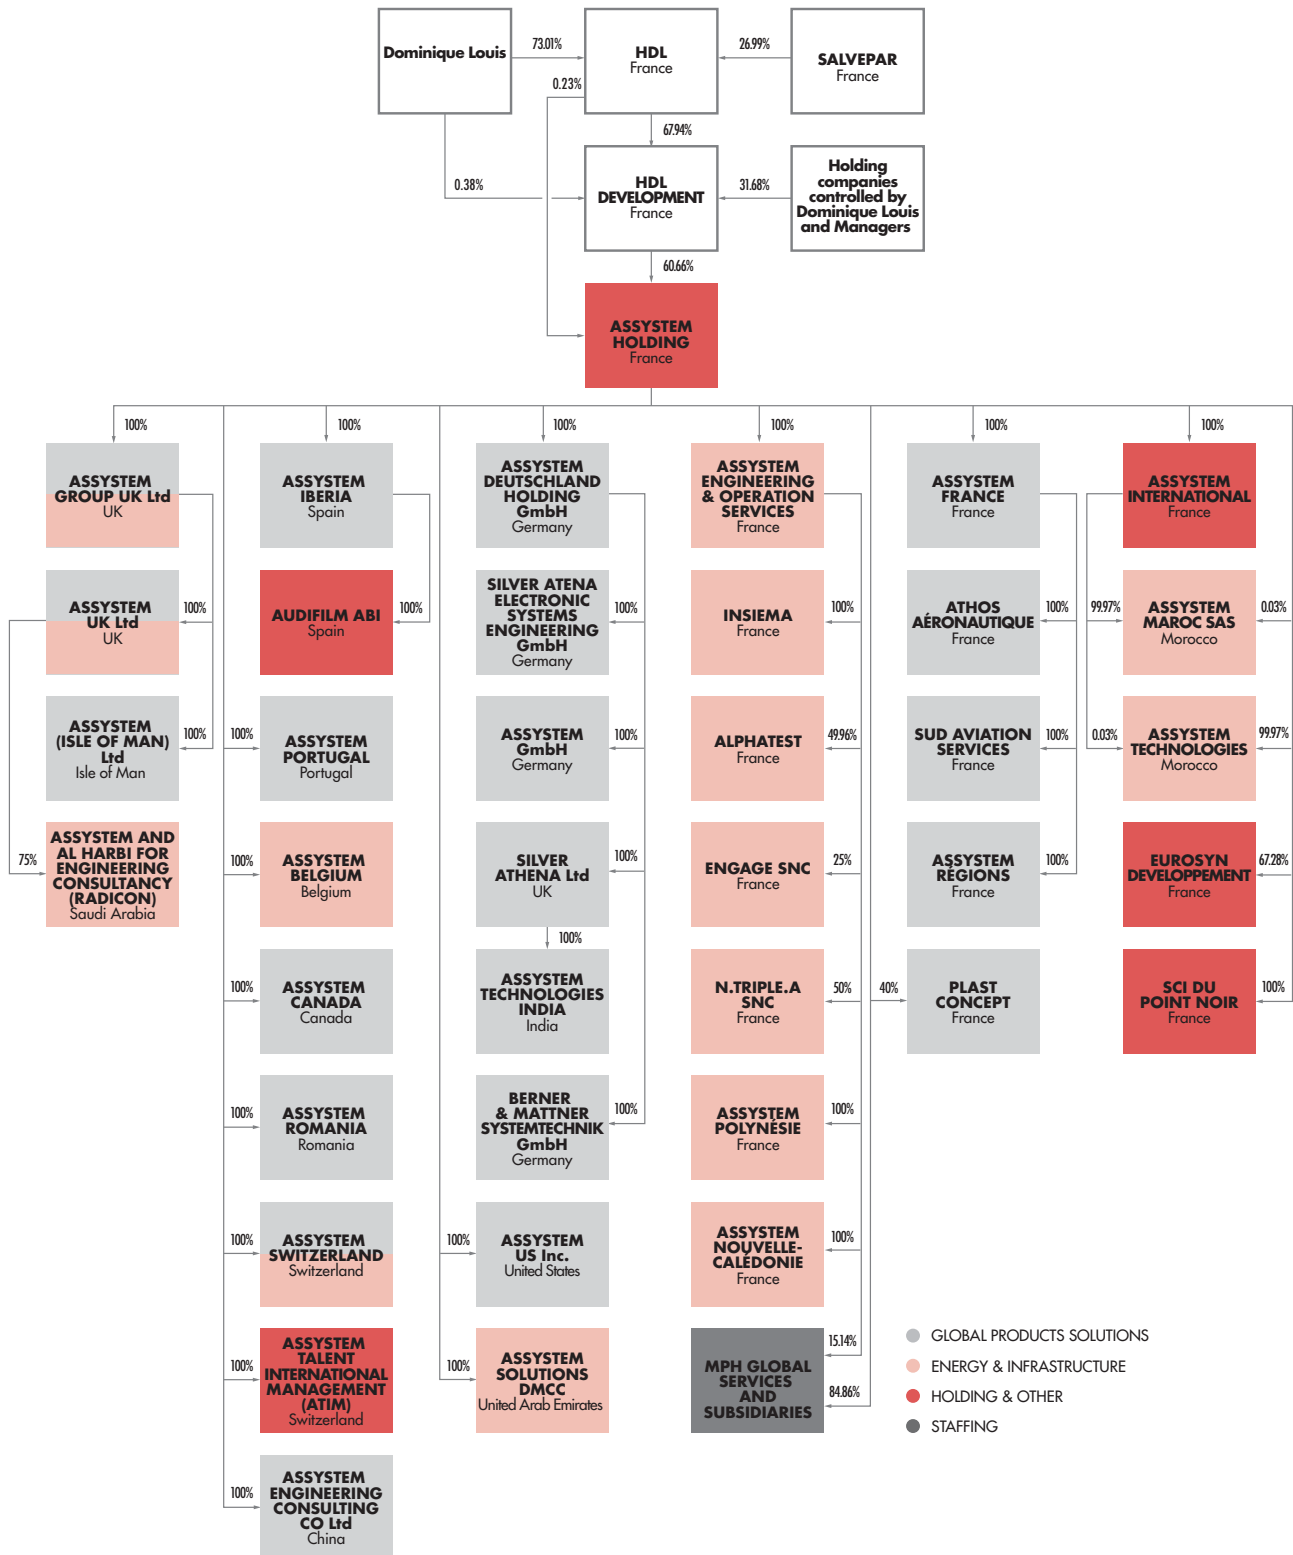 Dominique Louis
73.01%
HDL
France
26.99%
SALVEPAR
France
0.23%
67.94%
0.38%
HDL
DEVELOPMENT
France
31.68%
Holding
companies
controlled by
Dominique Louis
and Managers
60.66%
ASSYSTEM
HOLDING
France
100%
100%
100%
100%
100%
100%
ASSYSTEM
GROUP UK Ltd
UK
ASSYSTEM
IBERIA
Spain
ASSYSTEM
DEUTSCHLAND
HOLDING
GmbH
Germany
ASSYSTEM
ENGINEERING
& OPERATION
SERVICES
France
ASSYSTEM
FRANCE
France
ASSYSTEM
INTERNATIONAL
France
ASSYSTEM
UK Ltd
UK
100%
AUDIFILM ABI
Spain
100%
SILVER ATENA
ELECTRONIC
SYSTEMS
ENGINEERING
GmbH
Germany
100%
INSIEMA
France
100%
ATHOS
AÉRONAUTIQUE
France
100%
99.97%
ASSYSTEM
MAROC SAS
Morocco
0.03%
ASSYSTEM
(ISLE OF MAN)
Ltd
Isle of Man
100%
100%
ASSYSTEM
PORTUGAL
Portugal
ASSYSTEM
GmbH
Germany
100%
ALPHATEST
France
49.96%
SUD AVIATION
SERVICES
France
100%
0.03%
ASSYSTEM
TECHNOLOGIES
Morocco
99.97%
75%
ASSYSTEM AND
AL HARBI FOR
ENGINEERING
CONSULTANCY
(RADICON)
Saudi Arabia
100%
ASSYSTEM
BELGIUM
Belgium
SILVER
ATHENA Ltd
UK
100%
ENGAGE SNC
France
25%
ASSYSTEM
RÉGIONS
France
100%
EUROSYN
DEVELOPPEMENT
France
67.28%
100%
100%
ASSYSTEM
CANADA
Canada
ASSYSTEM
TECHNOLOGIES
INDIA
India
N.TRIPLE.A
SNC
France
50%
40%
PLAST
CONCEPT
France
SCI DU
POINT NOIR
France
100%
100%
ASSYSTEM
ROMANIA
Romania
BERNER
& MATTNER
SYSTEMTECHNIK
GmbH
Germany
100%
ASSYSTEM
POLYNÉSIE
France
100%
100%
ASSYSTEM
SWITZERLAND
Switzerland
100%
ASSYSTEM
US Inc.
United States
ASSYSTEM
NOUVELLE-
CALÉDONIE
France
100%
100%
ASSYSTEM
TALENT
INTERNATIONAL
MANAGEMENT
(ATIM)
Switzerland
100%
ASSYSTEM
SOLUTIONS
DMCC
United Arab Emirates
MPH GLOBAL
SERVICES
AND
SUBSIDIARIES
15.14%
84.86%
GLOBAL PRODUCTS SOLUTIONS
ENERGY & INFRASTRUCTURE
HOLDING & OTHER
STAFFING
100%
ASSYSTEM
ENGINEERING
CONSULTING
CO Ltd
China